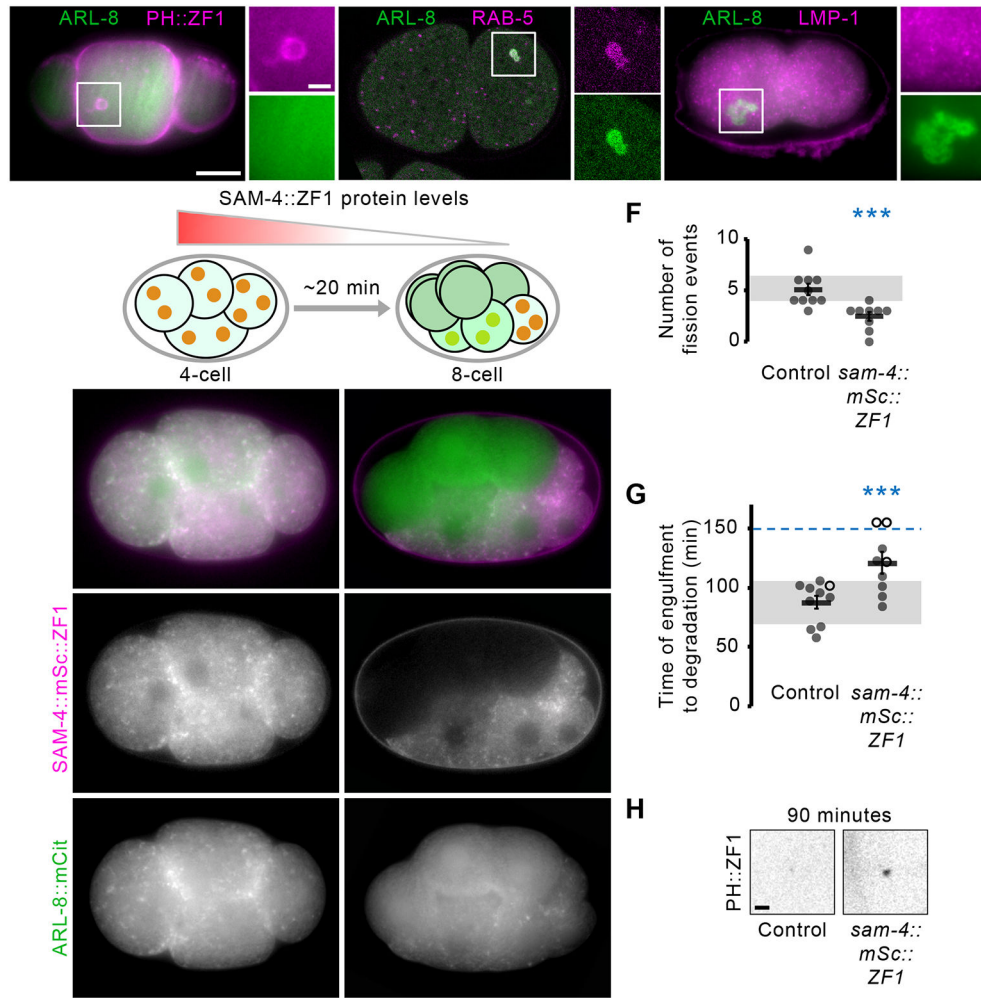 ARL-8 PH::ZF1
ARL-8 RAB-5
ARL-8 LMP-1
SAM-4::ZF1 protein levels
~20 min
4-cell
8-cell
SAM-4::mSc::ZF1
ARL-8::mCit
F
***
Number of
fission events
10
5
0
Control
sam-4::
mSc::
ZF1
G
***
Time of engulfment
to degradation (min)
150
100
50
0
Control
sam-4::
mSc::
ZF1
H
90 minutes
PH::ZF1
Control
sam-4::
mSc::
ZF1